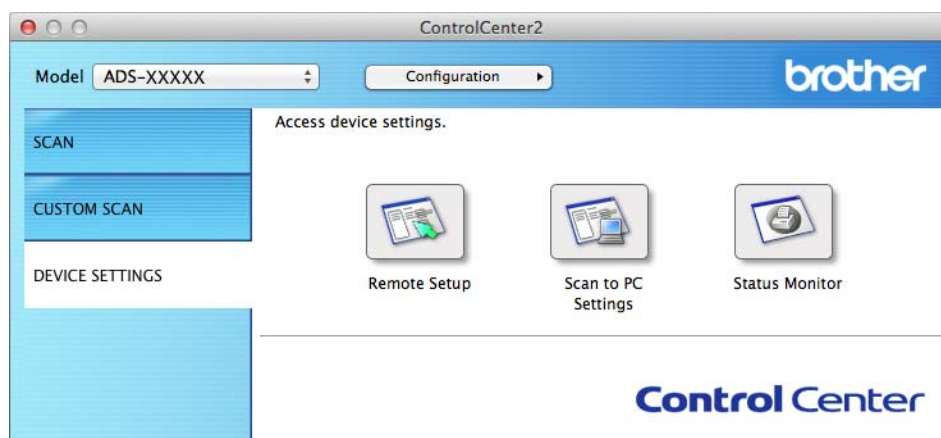 ControlCenter2
Model ADS-XXXXX Configuration brother
SCAN
CUSTOM SCAN
DEVICE SETTINGS
Access device settings.
Remote Setup
Scan to PC
Settings
Status Monitor
Control Center